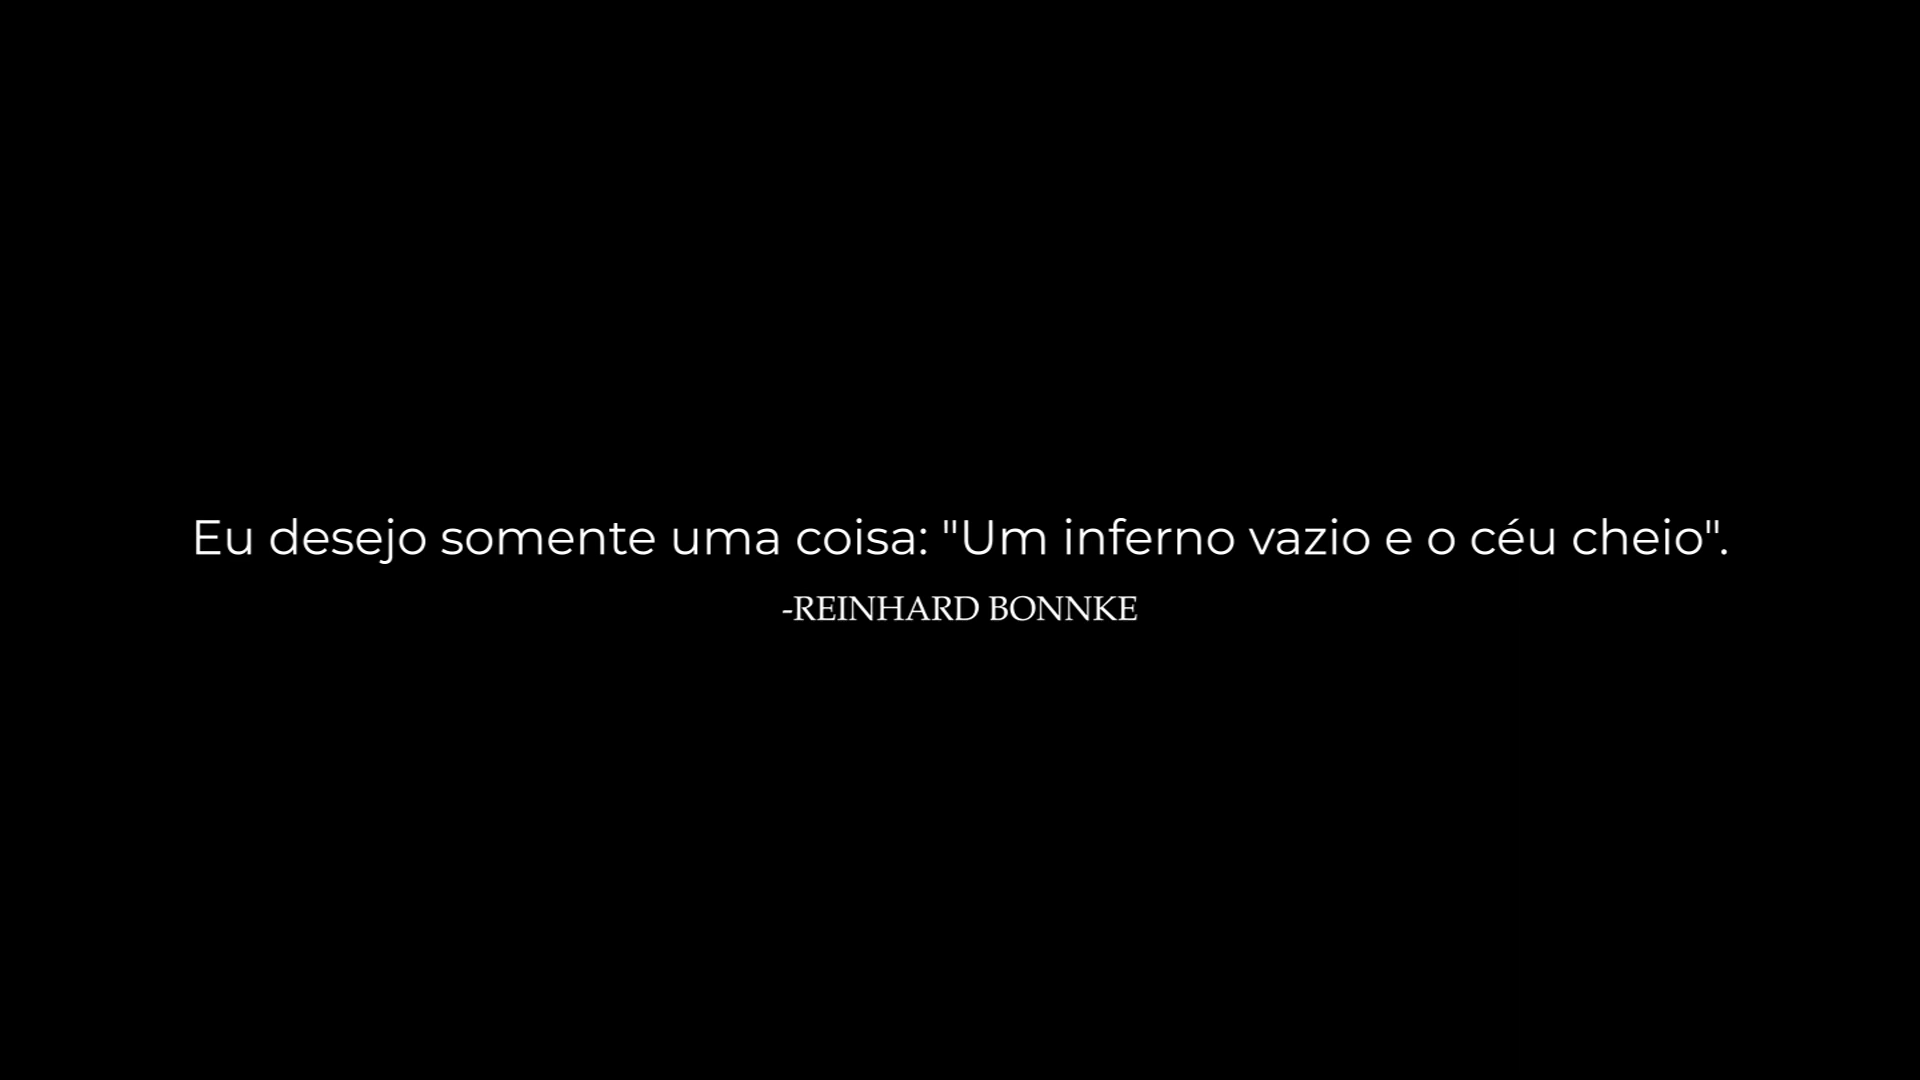 Eu desejo somente uma coisa: "Um inferno vazio e o céu cheio".
-REINHARD BONNKE